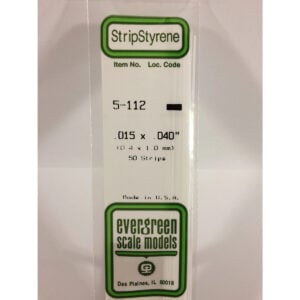 StripStyrene
Item No. Loc. Code
5-112
.015 x .040"
(0.4 x 1.0 mm)
50 Strips
Made in U.S.A.
evergreen
scale models
Des Plaines, IL 60018